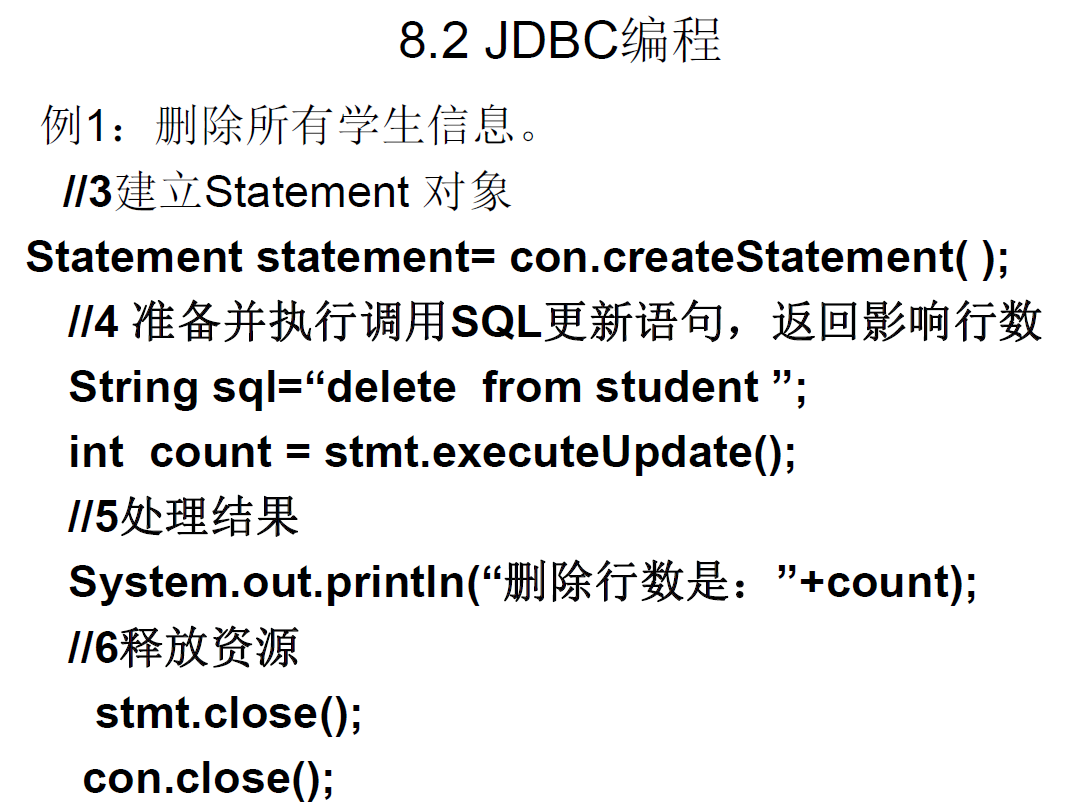 8.2 JDBC编程
例1：删除所有学生信息。
//3建立Statement 对象
Statement statement= con.createStatement( );
//4 准备并执行调用SQL更新语句，返回影响行数
String sql=“delete  from student ”;
int  count = stmt.executeUpdate();
//5处理结果
System.out.println(“删除行数是：”+count);
//6释放资源
stmt.close();
con.close();